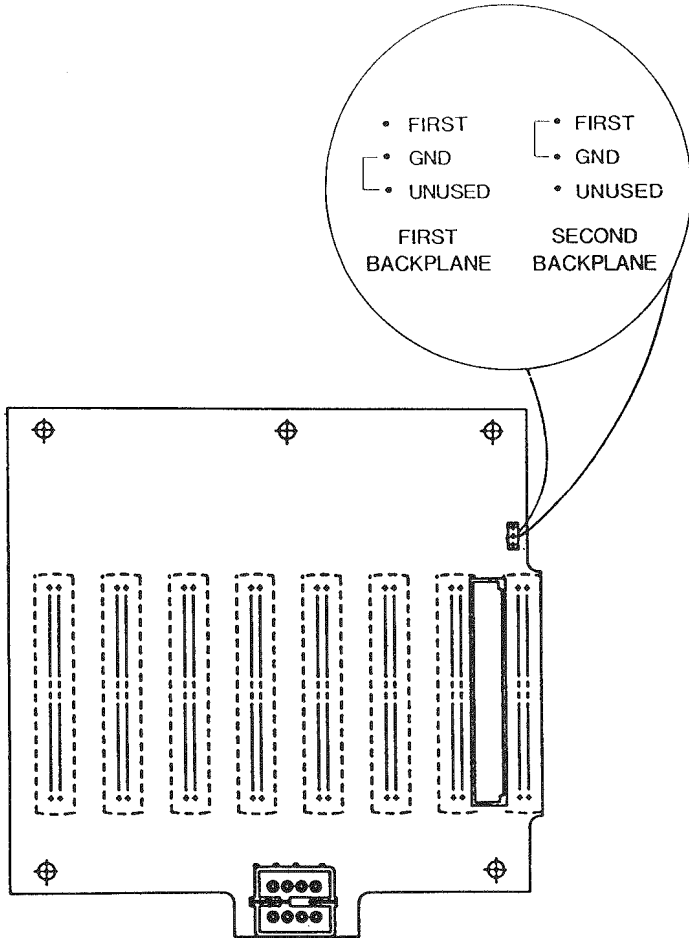 FIRST
GND
UNUSED
FIRST
BACKPLANE
FIRST
GND
UNUSED
SECOND
BACKPLANE